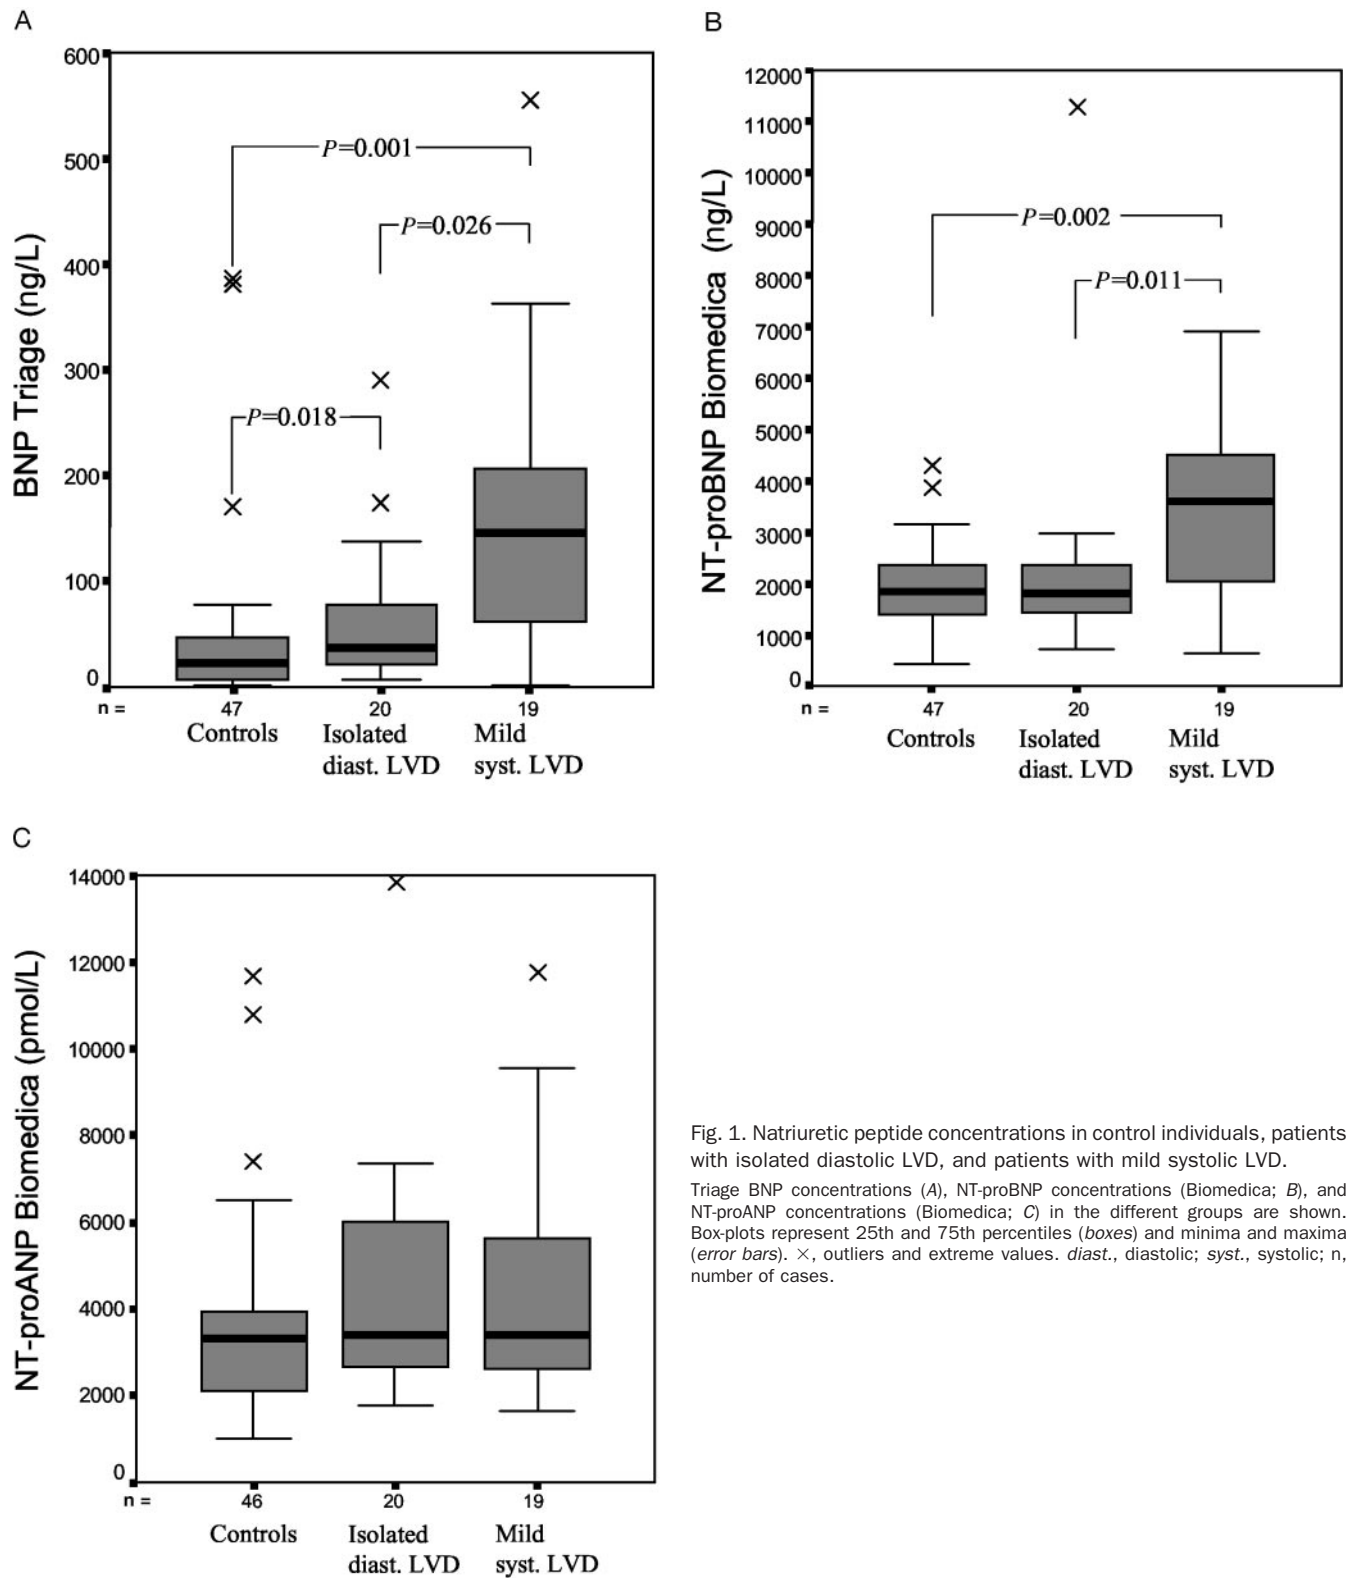 A
BNP Triage (ng/L)
600
500
400
300
200
100
0
P=0.001
P=0.026
P=0.018
n =
47
20
19
Controls
Isolated
diast. LVD
Mild
syst. LVD
B
NT-proBNP Biomedica (ng/L)
12000
11000
10000
9000
8000
7000
6000
5000
4000
3000
2000
1000
0
P=0.002
P=0.011
n =
47
20
19
Controls
Isolated
diast. LVD
Mild
syst. LVD
C
NT-proANP Biomedica (pmol/L)
14000
12000
10000
8000
6000
4000
2000
0
n =
46
20
19
Controls
Isolated
diast. LVD
Mild
syst. LVD
Fig. 1. Natriuretic peptide concentrations in control individuals, patients
with isolated diastolic LVD, and patients with mild systolic LVD.
Triage BNP concentrations (A), NT-proBNP concentrations (Biomedica; B), and
NT-proANP concentrations (Biomedica; C) in the different groups are shown.
Box-plots represent 25th and 75th percentiles (boxes) and minima and maxima
(error bars). ×, outliers and extreme values. diast., diastolic; syst., systolic; n,
number of cases.